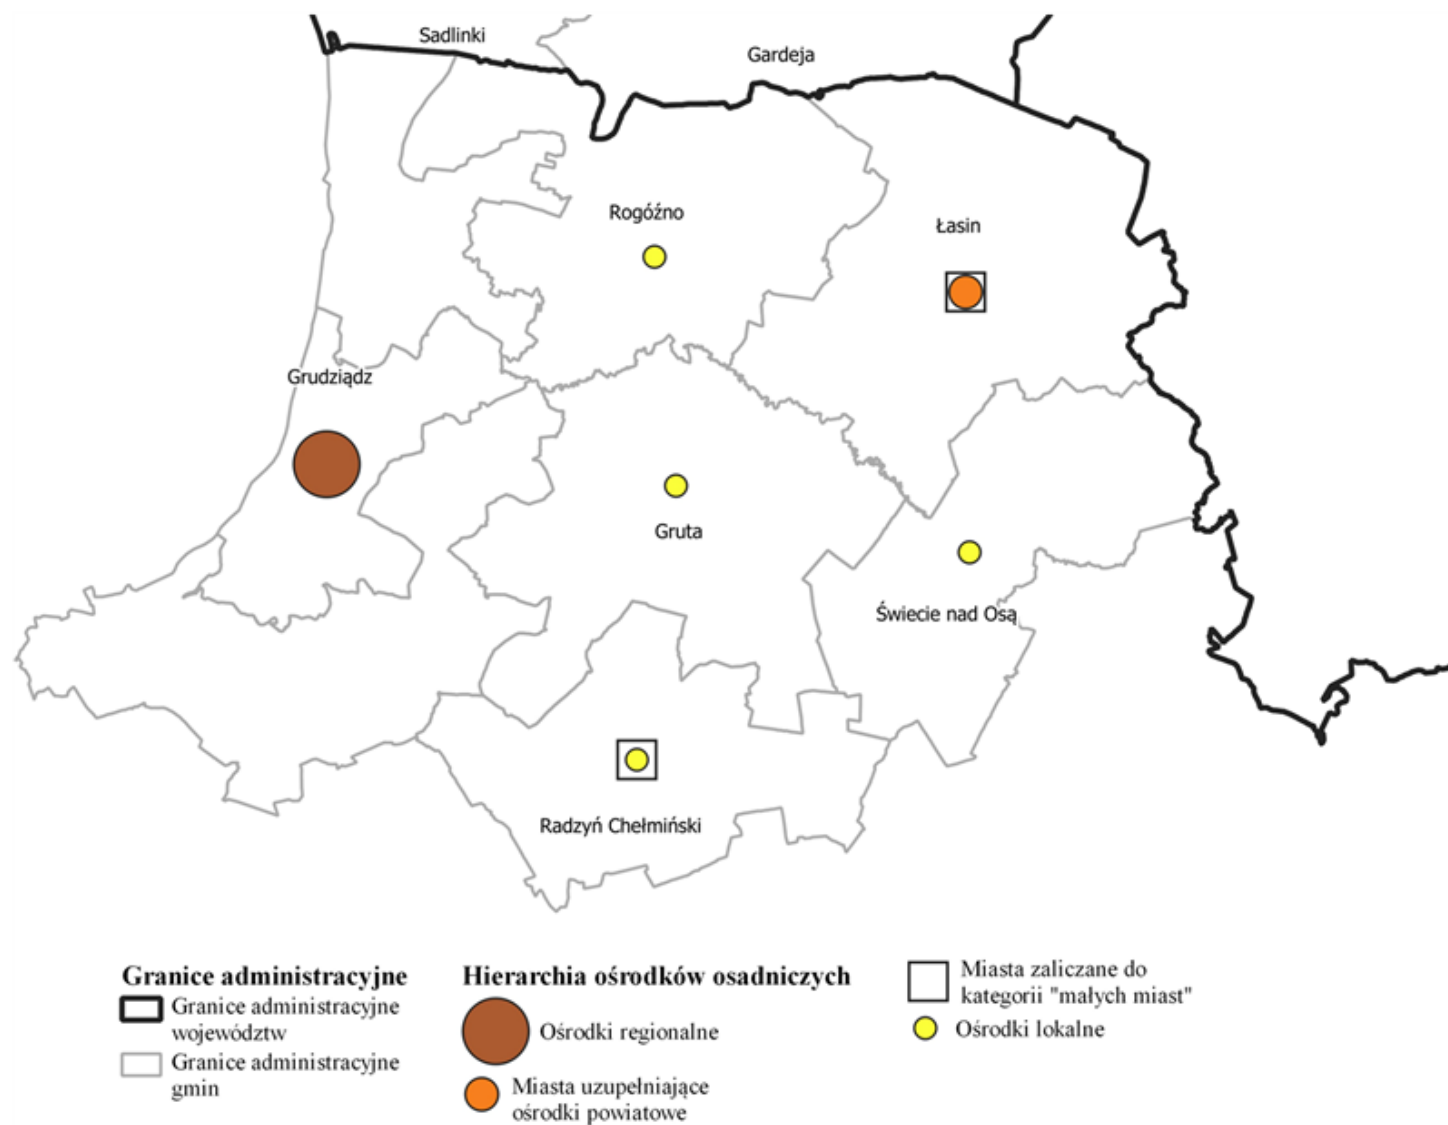 Sadlinki
Gardeja
Rogóźno
Łasin
Grudziądz
Gruta
Świecie nad Osą
Radzyń Chełmiński
Granice administracyjne
Granice administracyjne
województw
Granice administracyjne
gmin
Hierarchia ośrodków osadniczych
Ośrodki regionalne
Miasta uzupełniające
ośrodki powiatowe
Miasta zaliczane do
kategorii "małych miast"
Ośrodki lokalne